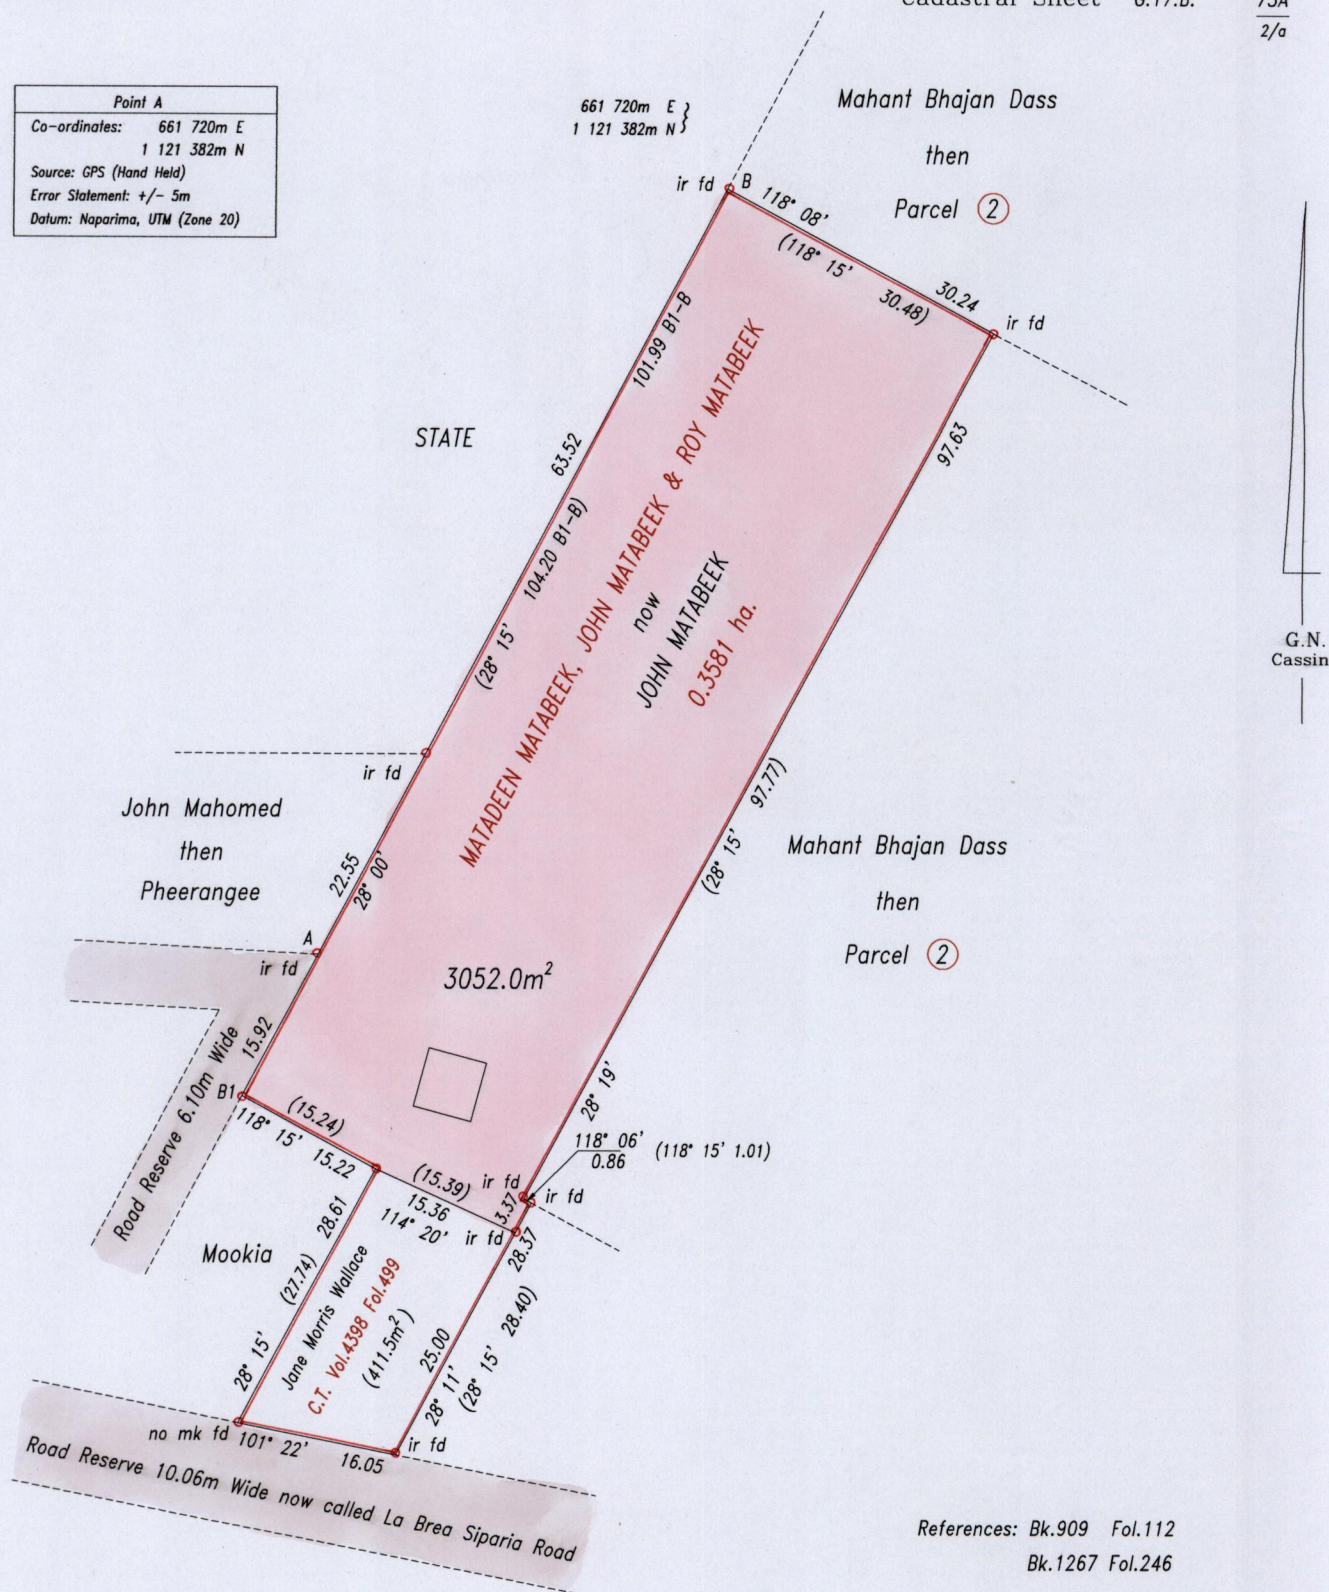 Cadastral Sheet G.17.B.
2/a
Point A
Co-ordinates: 661 720m E
1 121 382m N
Source: GPS (Hand Held)
Error Statement: +/- 5m
Datum: Naparima, UTM (Zone 20)
661 720m E }
1 121 382m N }
Mahant Bhajan Dass
then
Parcel 2
ir fd B
118° 08'
(118° 15'
30.48)
30.24
ir fd
101.99 B1-B
STATE
63.52
104.20 B1-B)
(28° 15'
97.63
MATADEEN MATABEEK, JOHN MATABEEK & ROY MATABEEK
now
JOHN MATABEEK
0.3581 ha.
G.N.
Cassin
ir fd
John Mahomed
then
Pheerangee
22.55
28° 00'
97.77)
(28° 15'
Mahant Bhajan Dass
then
Parcel 2
A
ir fd
3052.0m²
15.92
Road Reserve 6.10m Wide
B1
(15.24)
118° 15' 15.22
28° 19'
118° 06'
0.86
(118° 15' 1.01)
(15.39)
15.36
114° 20'
ir fd
ir fd
3.37
ir fd
28.37
Mookia
28.61
(27.74)
28° 15'
Jane Morris Wallace
C.T. Vol.4398 Fol.499
(411.5m²)
25.00
28° 11'
(28° 15' 28.40)
no mk fd
101° 22'
16.05
ir fd
Road Reserve 10.06m Wide now called La Brea Siparia Road
References: Bk.909 Fol.112
Bk.1267 Fol.246